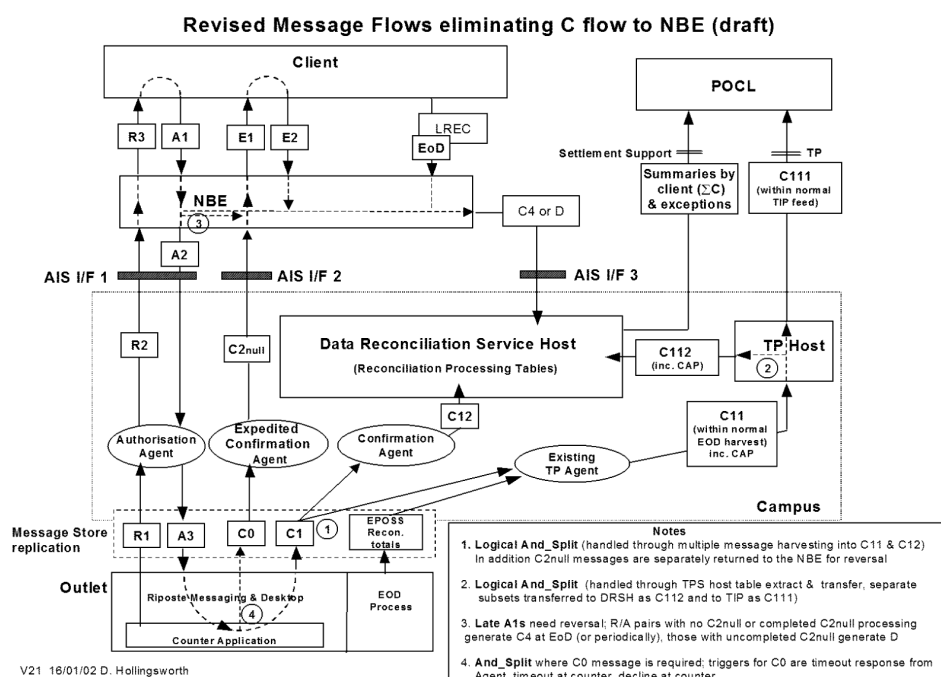 Revised Message Flows eliminating C flow to NBE (draft)
Client
POCL
R3
A1
E1
E2
LREC
EoD
Settlement Support
TP
Summaries by
client (ΣC)
& exceptions
C111
(within normal
TIP feed)
NBE
3
C4 or D
A2
AIS I/F 1
AIS I/F 2
AIS I/F 3
R2
C2null
Data Reconciliation Service Host
(Reconciliation Processing Tables)
C112
(inc. CAP)
TP Host
2
C12
C11
(within normal
EOD harvest)
inc. CAP
Authorisation
Agent
Expedited
Confirmation
Agent
Confirmation
Agent
Existing
TP Agent
Campus
Message Store
replication
R1
A3
C0
C1
1
EPOSS
Recon.
totals
Outlet
Riposte Messaging & Desktop
4
Counter Application
EOD
Process
Notes
1. Logical And_Split (handled through multiple message harvesting into C11 & C12)
In addition C2null messages are separately returned to the NBE for reversal
2. Logical And_Split (handled through TPS host table extract & transfer, separate
subsets transferred to DRSH as C112 and to TIP as C111)
3. Late A1s need reversal; R/A pairs with no C2null or completed C2null processing
generate C4 at EoD (or periodically), those with uncompleted C2null generate D
4. And_Split where C0 message is required; triggers for C0 are timeout response from
Agent, timeout at counter, decline at counter
V21 16/01/02 D. Hollingsworth